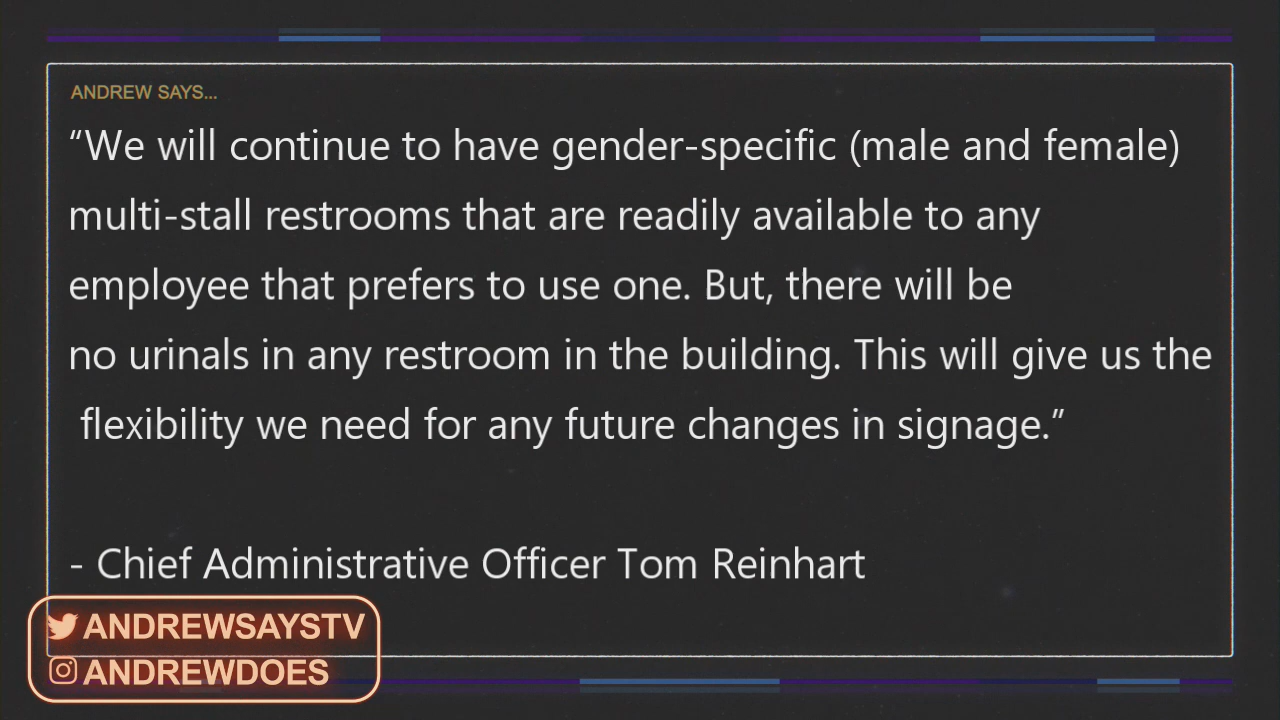 ANDREW SAYS...
“We will continue to have gender-specific (male and female)
multi-stall restrooms that are readily available to any
employee that prefers to use one. But, there will be
no urinals in any restroom in the building. This will give us the
flexibility we need for any future changes in signage.”
- Chief Administrative Officer Tom Reinhart
ANDREWSAYSTV
ANDREWDOES